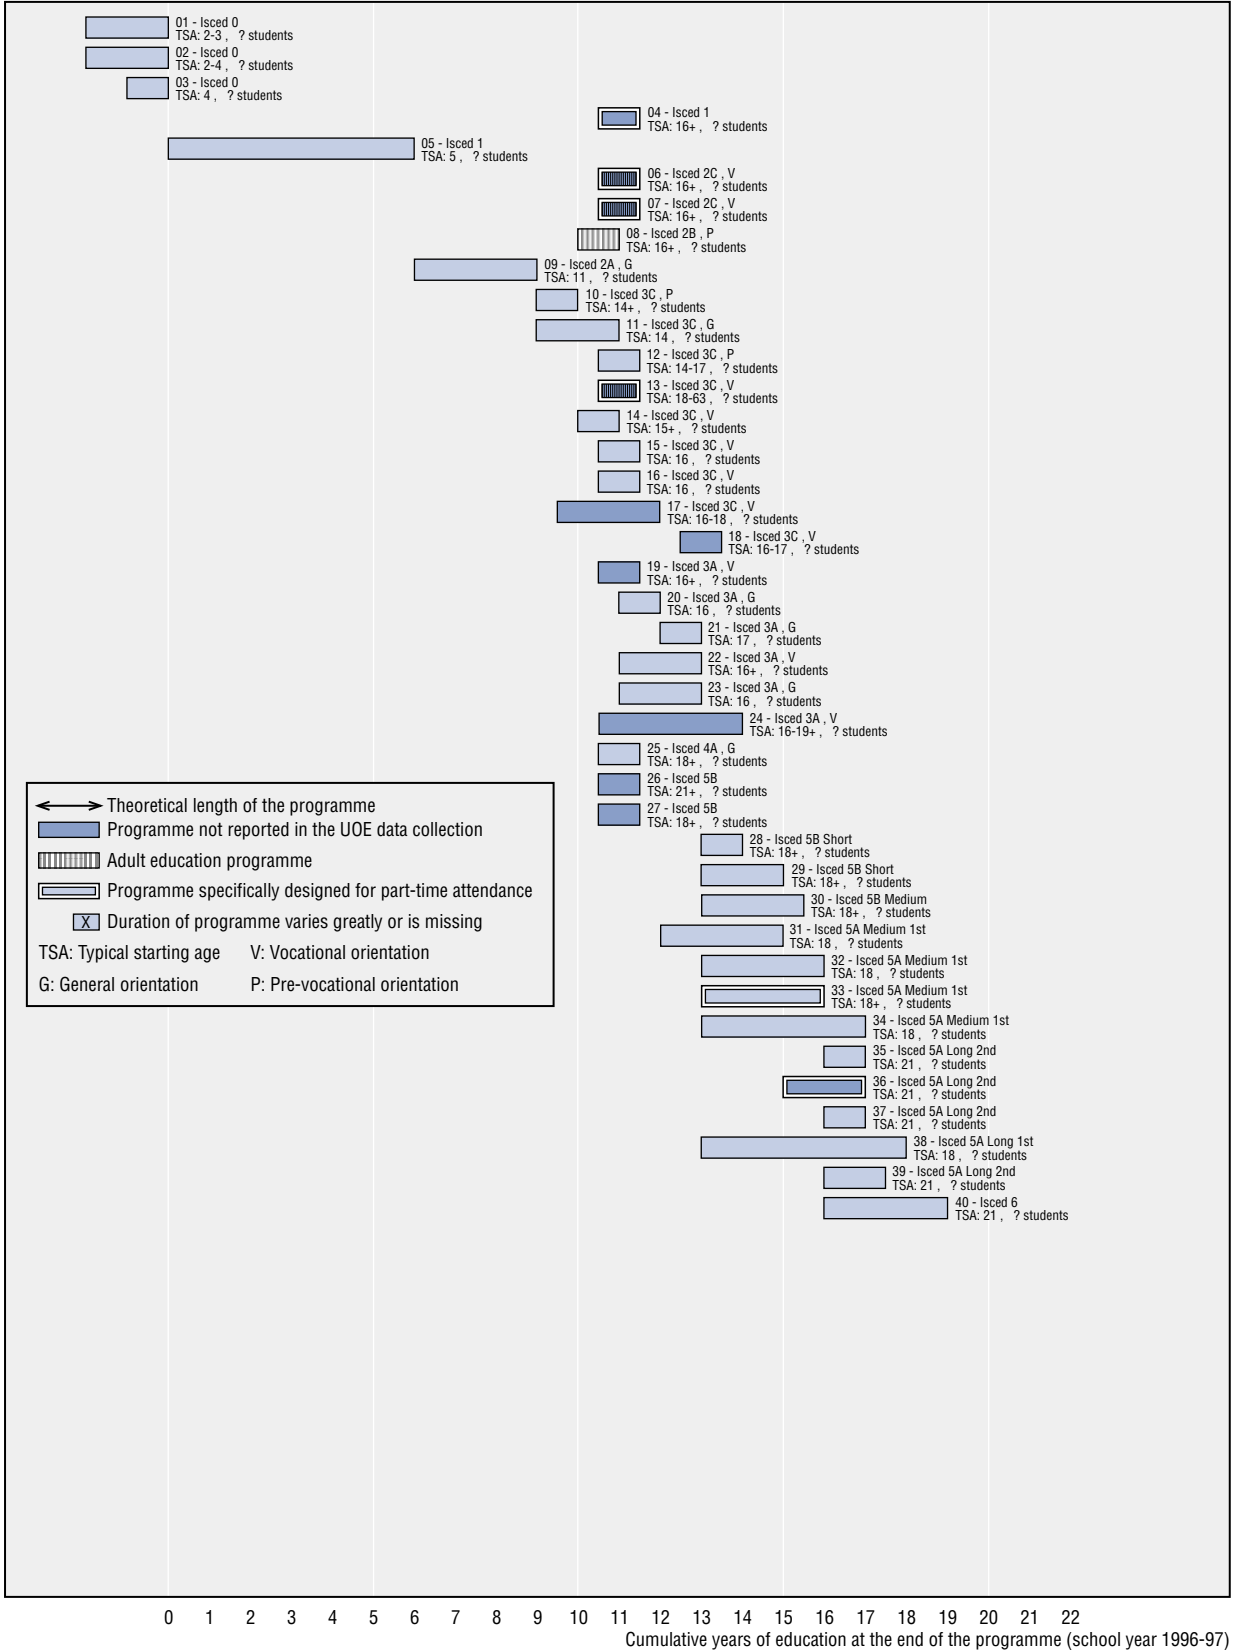 01 - Isced 0
TSA: 2-3 , ? students
02 - Isced 0
TSA: 2-4 , ? students
03 - Isced 0
TSA: 4 , ? students
04 - Isced 1
TSA: 16+ , ? students
05 - Isced 1
TSA: 5 , ? students
06 - Isced 2C , V
TSA: 16+ , ? students
07 - Isced 2C , V
TSA: 16+ , ? students
08 - Isced 2B , P
TSA: 16+ , ? students
09 - Isced 2A , G
TSA: 11 , ? students
10 - Isced 3C , P
TSA: 14+ , ? students
11 - Isced 3C , G
TSA: 14 , ? students
12 - Isced 3C , P
TSA: 14-17 , ? students
13 - Isced 3C , V
TSA: 18-63 , ? students
14 - Isced 3C , V
TSA: 15+ , ? students
15 - Isced 3C , V
TSA: 16 , ? students
16 - Isced 3C , V
TSA: 16 , ? students
17 - Isced 3C , V
TSA: 16-18 , ? students
18 - Isced 3C , V
TSA: 16-17 , ? students
19 - Isced 3A , V
TSA: 16+ , ? students
20 - Isced 3A , G
TSA: 16 , ? students
21 - Isced 3A , G
TSA: 17 , ? students
22 - Isced 3A , V
TSA: 16+ , ? students
23 - Isced 3A , G
TSA: 16 , ? students
24 - Isced 3A , V
TSA: 16-19+ , ? students
25 - Isced 4A , G
TSA: 18+ , ? students
26 - Isced 5B
TSA: 21+ , ? students
27 - Isced 5B
TSA: 18+ , ? students
28 - Isced 5B Short
TSA: 18+ , ? students
29 - Isced 5B Short
TSA: 18+ , ? students
30 - Isced 5B Medium
TSA: 18+ , ? students
31 - Isced 5A Medium 1st
TSA: 18 , ? students
32 - Isced 5A Medium 1st
TSA: 18 , ? students
33 - Isced 5A Medium 1st
TSA: 18+ , ? students
34 - Isced 5A Medium 1st
TSA: 18 , ? students
35 - Isced 5A Long 2nd
TSA: 21 , ? students
36 - Isced 5A Long 2nd
TSA: 21 , ? students
37 - Isced 5A Long 2nd
TSA: 21 , ? students
38 - Isced 5A Long 1st
TSA: 18 , ? students
39 - Isced 5A Long 2nd
TSA: 21 , ? students
40 - Isced 6
TSA: 21 , ? students
Theoretical length of the programme
Programme not reported in the UOE data collection
Adult education programme
Programme specifically designed for part-time attendance
X Duration of programme varies greatly or is missing
TSA: Typical starting age V: Vocational orientation
G: General orientation P: Pre-vocational orientation
0 1 2 3 4 5 6 7 8 9 10 11 12 13 14 15 16 17 18 19 20 21 22
Cumulative years of education at the end of the programme (school year 1996-97)